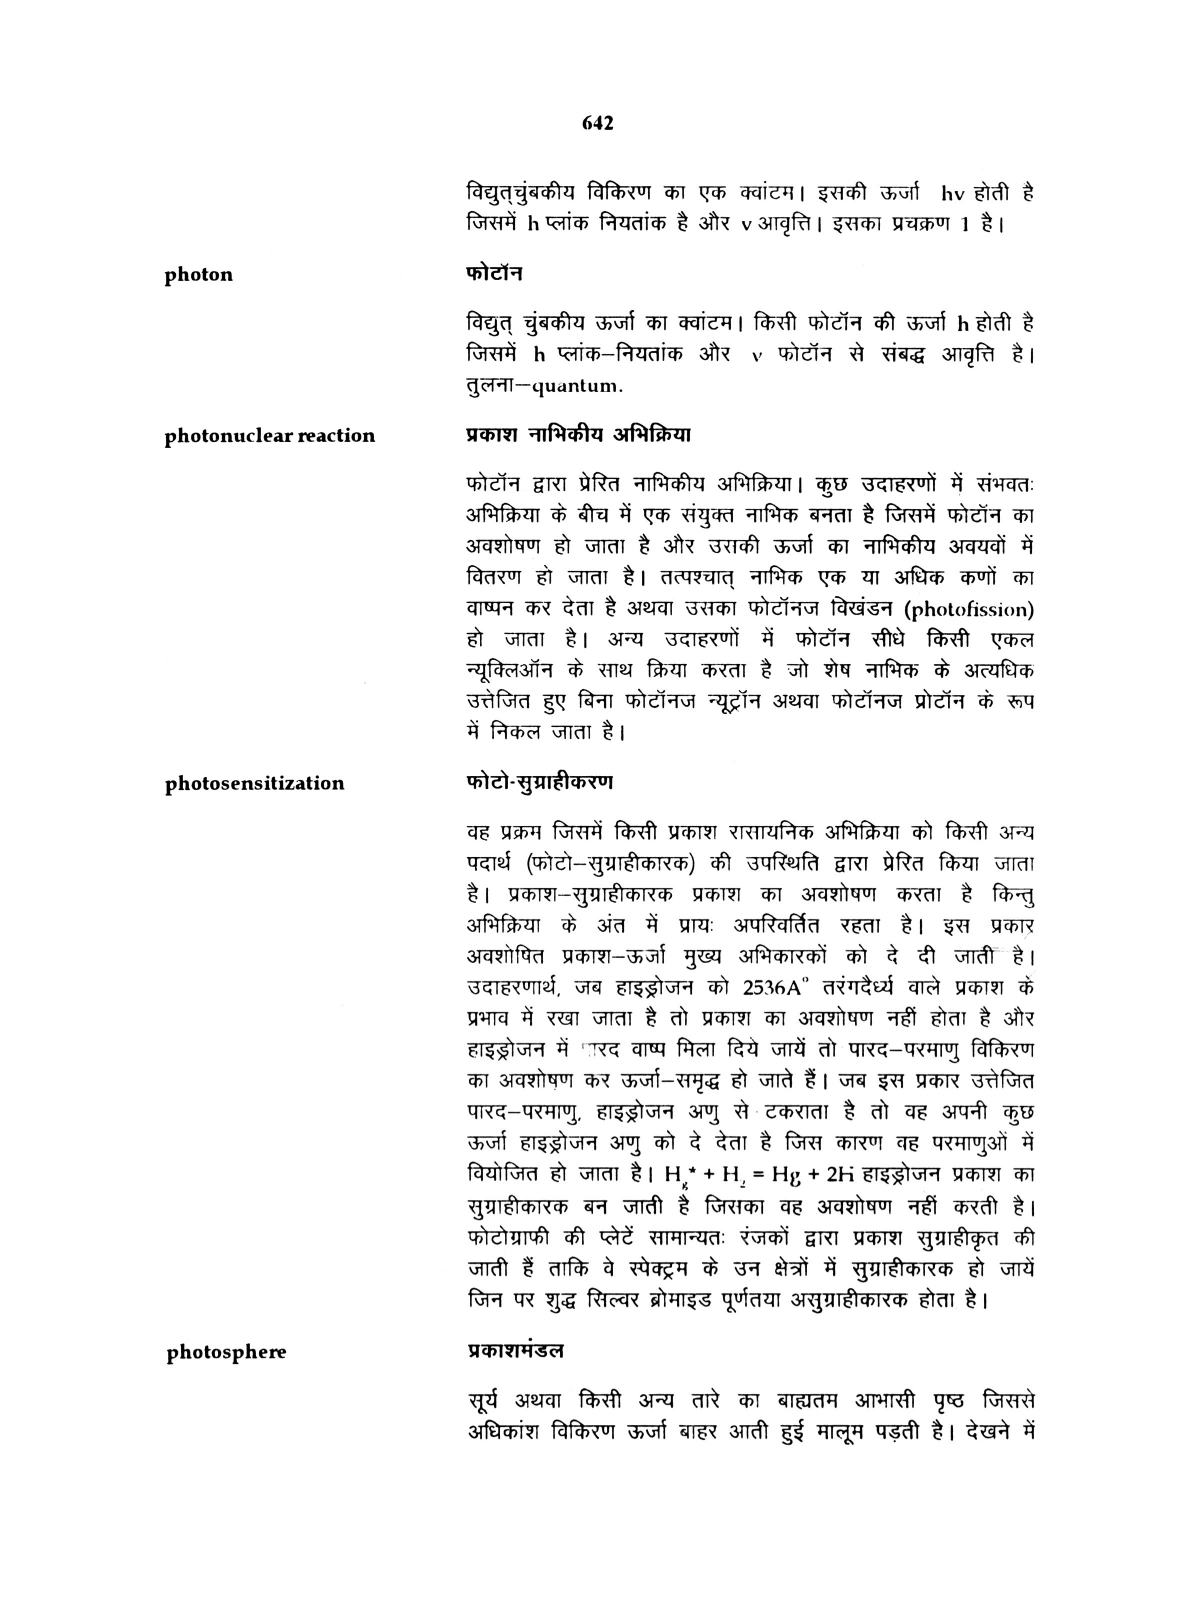 642
विद्युत्चुंबकीय विकिरण का एक क्वांटम। इसकी ऊर्जा hv होती है
जिसमें h प्लांक नियतांक है और v आवृत्ति। इसका प्रचक्रण 1 है।
photon फोटॉन
विद्युत् चुंबकीय ऊर्जा का क्वांटम। किसी फोटॉन की ऊर्जा h होती है
जिसमें h प्लांक–नियतांक और v फोटॉन से संबद्ध आवृत्ति है।
तुलना–quantum.
photonuclear reaction प्रकाश नाभिकीय अभिक्रिया
फोटॉन द्वारा प्रेरित नाभिकीय अभिक्रिया। कुछ उदाहरणों में संभवतः
अभिक्रिया के बीच में एक संयुक्त नाभिक बनता है जिसमें फोटॉन का
अवशोषण हो जाता है और उसकी ऊर्जा का नाभिकीय अवयवों में
वितरण हो जाता है। तत्पश्चात् नाभिक एक या अधिक कणों का
वाष्पन कर देता है अथवा उसका फोटॉनज विखंडन (photofission)
हो जाता है। अन्य उदाहरणों में फोटॉन सीधे किसी एकल
न्यूक्लिऑन के साथ क्रिया करता है जो शेष नाभिक के अत्यधिक
उत्तेजित हुए बिना फोटॉनज न्यूट्रॉन अथवा फोटॉनज प्रोटॉन के रूप
में निकल जाता है।
photosensitization फोटो-सुग्राहीकरण
वह प्रक्रम जिसमें किसी प्रकाश रासायनिक अभिक्रिया को किसी अन्य
पदार्थ (फोटो–सुग्राहीकारक) की उपस्थिति द्वारा प्रेरित किया जाता
है। प्रकाश–सुग्राहीकारक प्रकाश का अवशोषण करता है किन्तु
अभिक्रिया के अंत में प्रायः अपरिवर्तित रहता है। इस प्रकार
अवशोषित प्रकाश–ऊर्जा मुख्य अभिकारकों को दे दी जाती है।
उदाहरणार्थ, जब हाइड्रोजन को 2536A° तरंगदैर्ध्य वाले प्रकाश के
प्रभाव में रखा जाता है तो प्रकाश का अवशोषण नहीं होता है और
हाइड्रोजन में वाष्प मिला दिये जायें तो पारद–परमाणु विकिरण
का अवशोषण कर ऊर्जा–समृद्ध हो जाते हैं। जब इस प्रकार उत्तेजित
पारद–परमाणु, हाइड्रोजन अणु से टकराता है तो वह अपनी कुछ
ऊर्जा हाइड्रोजन अणु को दे देता है जिस कारण वह परमाणुओं में
वियोजित हो जाता है। Hg* + H2 = Hg + 2H हाइड्रोजन प्रकाश का
सुग्राहीकारक बन जाती है जिसका वह अवशोषण नहीं करती है।
फोटोग्राफी की प्लेटें सामान्यतः रंजकों द्वारा प्रकाश सुग्राहीकृत की
जाती हैं ताकि वे स्पेक्ट्रम के उन क्षेत्रों में सुग्राहीकारक हो जायें
जिन पर शुद्ध सिल्वर ब्रोमाइड पूर्णतया असुग्राहीकारक होता है।
photosphere प्रकाशमंडल
सूर्य अथवा किसी अन्य तारे का बाह्यतम आभासी पृष्ठ जिससे
अधिकांश विकिरण ऊर्जा बाहर आती हुई मालूम पड़ती है। देखने में